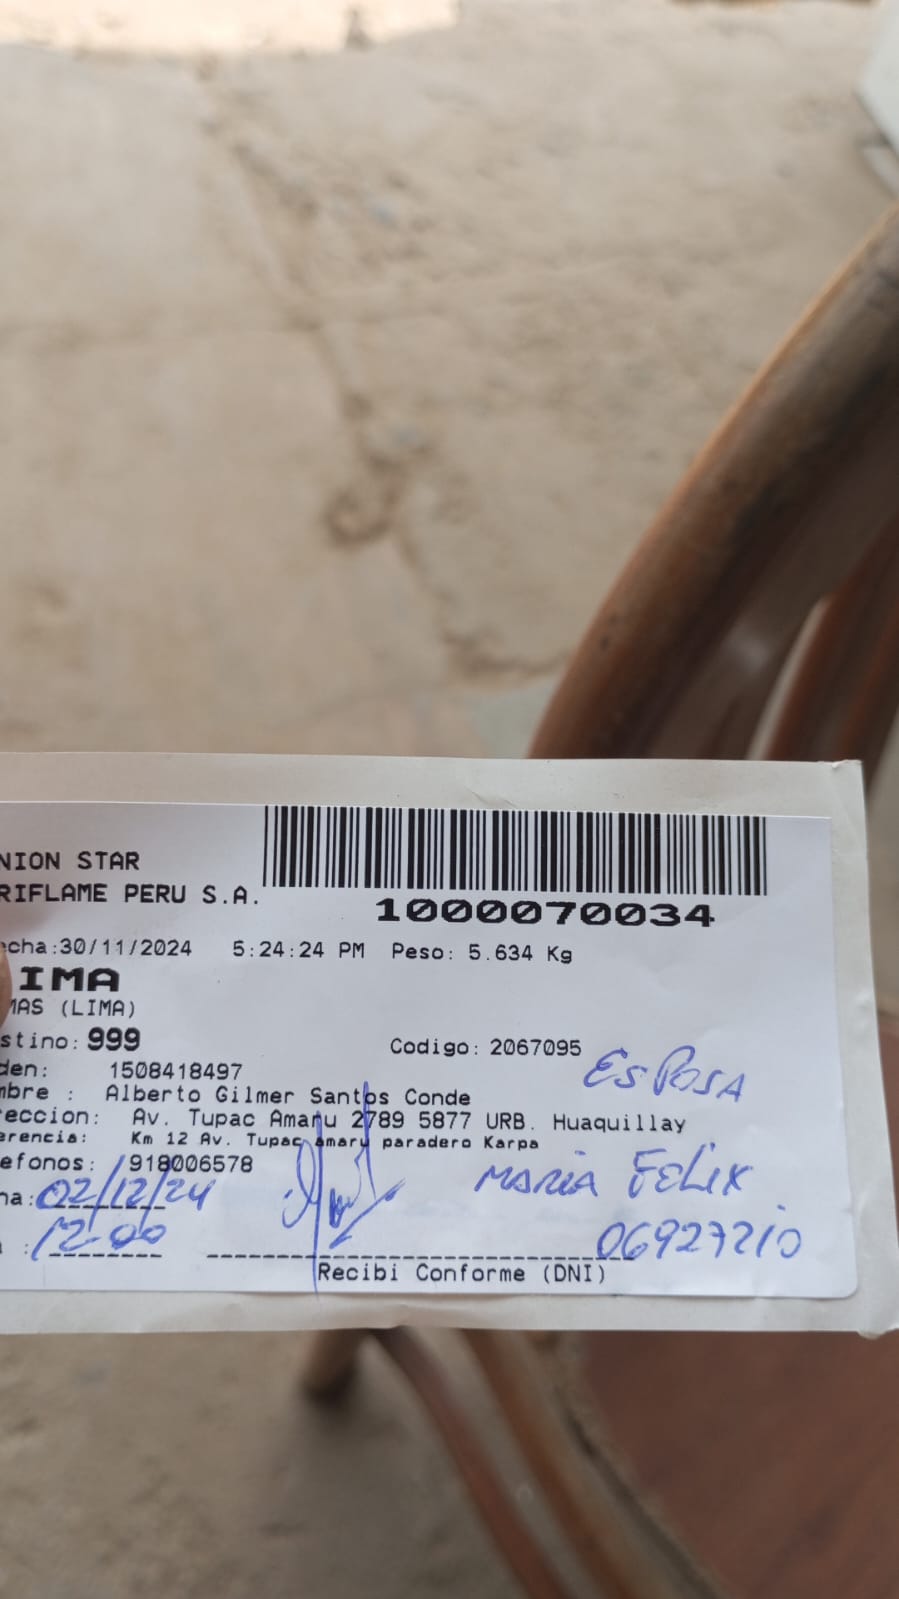 NION STAR
RIFLAME PERU S.A.
1000070034
cha:30/11/2024 5:24:24 PM Peso: 5.634 Kg
IMA
MAS (LIMA)
stino: 999 Codigo: 2067095
den: 1508418497 ESPOSA
mbre : Alberto Gilmer Santos Conde
eccion: Av. Tupac Amaru 2789 5877 URB. Huaquillay
erencia: Km 12 Av. Tupac amaru paradero Karpa
efonos: 918006578 MARIA FELIX
ha: 02/12/24
: 12:00 06927210
Recibi Conforme (DNI)